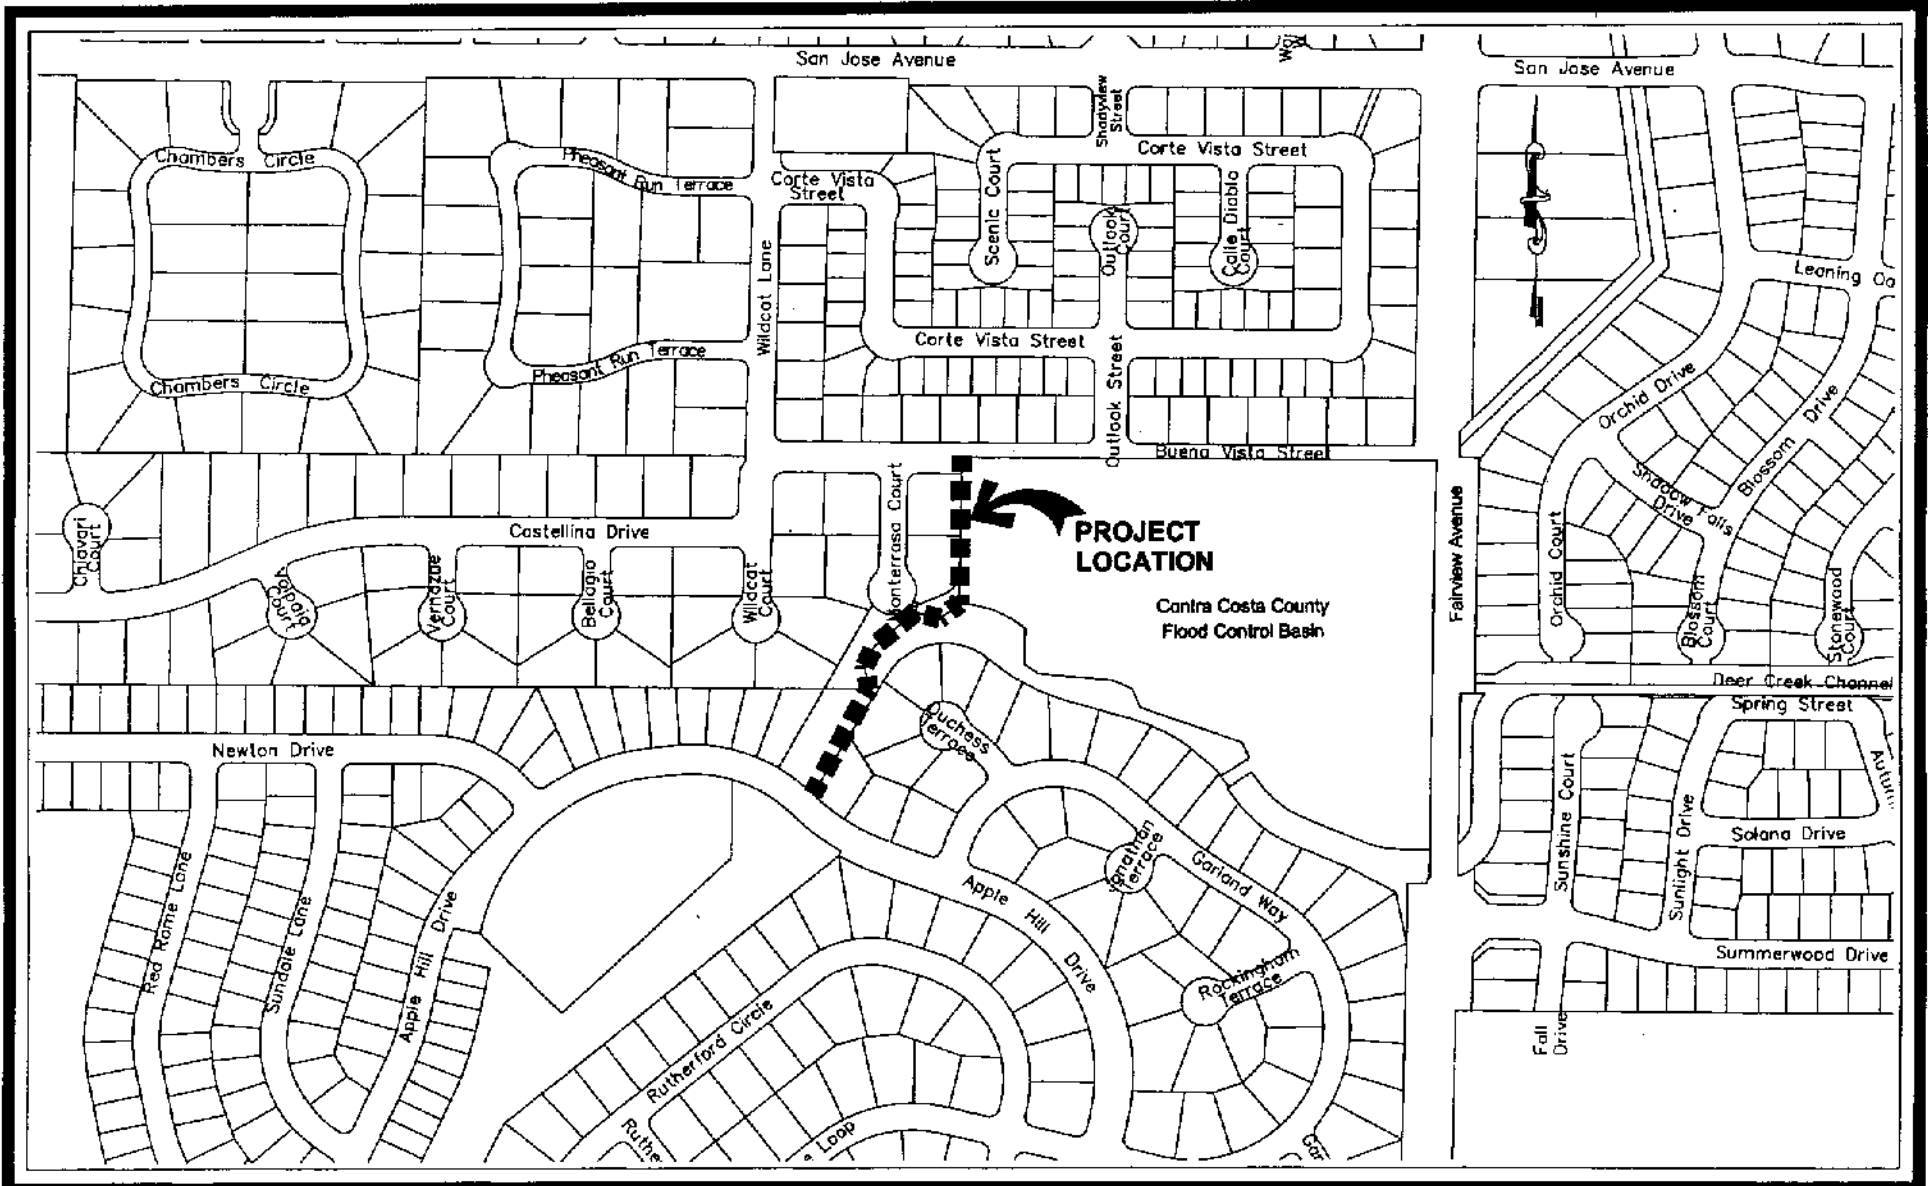 San Jose Avenue
San Jose Avenue
Shadyview
Street
Chambers Circle
Pheasant Run Terrace
Corte Vista
Street
Scenic Court
Corte Vista Street
Outlook
Court
Calle Diablo
Court
Wildcat Lane
Leaning Oa
Corte Vista Street
Pheasant Run Terrace
Chambers Circle
Outlook Street
Orchid Drive
Blossom Drive
Buena Vista Street
Shadow Falls
Drive
Chiavari
Court
Castellina Drive
PROJECT
LOCATION
Fairview Avenue
Orchid Court
Vernazze
Court
Bellagio
Court
Wildcat
Court
Contra Costa County
Flood Control Basin
Blossom
Court
Stonewood
Court
Deer Creek Channel
Spring Street
Duchess
Terrace
Newton Drive
Sunshine Court
Sunlight Drive
Solana Drive
Jonathan
Terrace
Garland Way
Apple Hill Drive
Red Rome Lane
Sundale Lane
Apple Hill Drive
Summerwood Drive
Rockingham
Terrace
Rutherford Circle
Fall
Drive
Ruthe
Loop
Gar